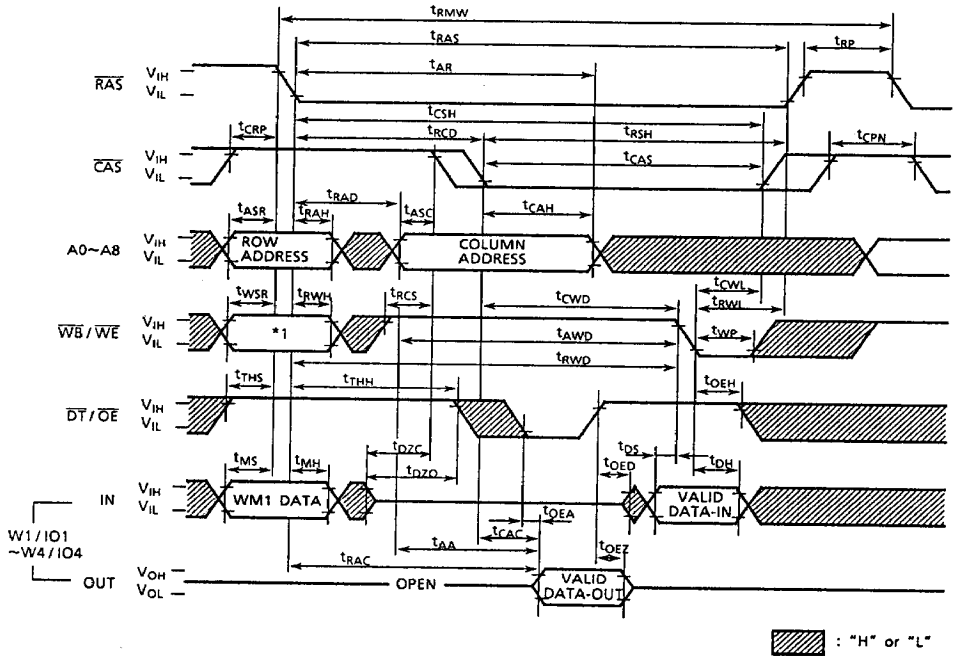 tRMW
tRAS
tRP
tAR
RAS
VIH
VIL
tCSH
tCRP
tRCD
tRSH
tCPN
CAS
VIH
VIL
tCAS
tRAD
tASR
tRAH
tASC
tCAH
A0~A8
VIH
VIL
ROW
ADDRESS
COLUMN
ADDRESS
tCWL
tWSR
tRWH
tRCS
tCWD
tRWL
WB/WE
VIH
VIL
*1
tAWD
tWP
tRWD
tTHS
tTHH
tOEH
DT/OE
VIH
VIL
tDZC
tDS
tDH
tMS
tMH
tDZO
tOED
IN
VIH
VIL
WM1 DATA
VALID
DATA-IN
tOEA
W1/IO1
~W4/IO4
tCAC
tAA
tOEZ
tRAC
OUT
VOH
VOL
OPEN
VALID
DATA-OUT
: "H" or "L"